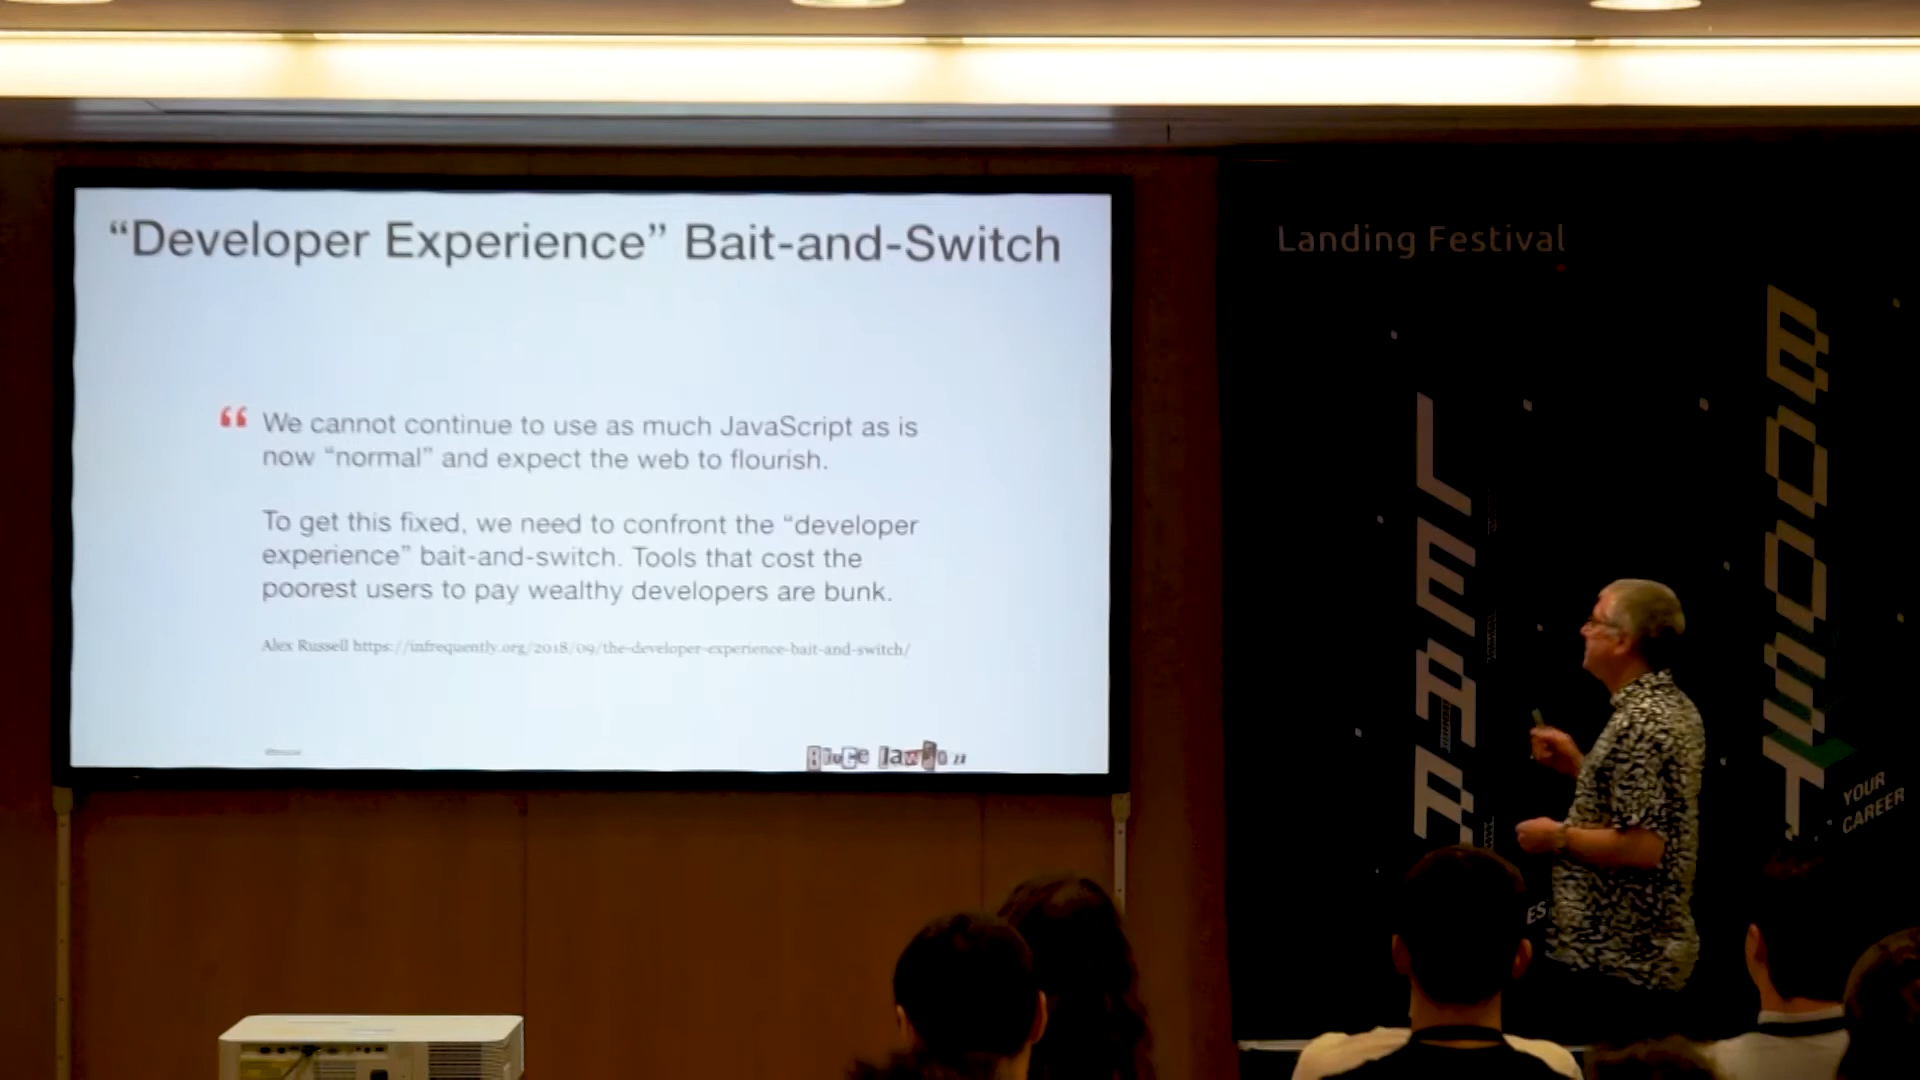 “Developer Experience” Bait-and-Switch
“ We cannot continue to use as much JavaScript as is
now “normal” and expect the web to flourish.
To get this fixed, we need to confront the “developer
experience” bait-and-switch. Tools that cost the
poorest users to pay wealthy developers are bunk.
Alex Russell https://infrequently.org/2018/09/the-developer-experience-bait-and-switch/
Bruce Lawson
Landing Festival
YOUR
CAREER
ES